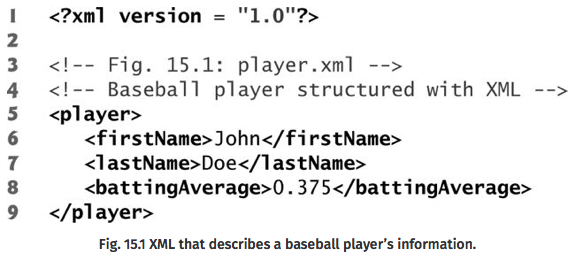 1 <?xml version = "1.0"?>
2
3 <!-- Fig. 15.1: player.xml -->
4 <!-- Baseball player structured with XML -->
5 <player>
6 <firstName>John</firstName>
7 <lastName>Doe</lastName>
8 <battingAverage>0.375</battingAverage>
9 </player>
Fig. 15.1 XML that describes a baseball player’s information.